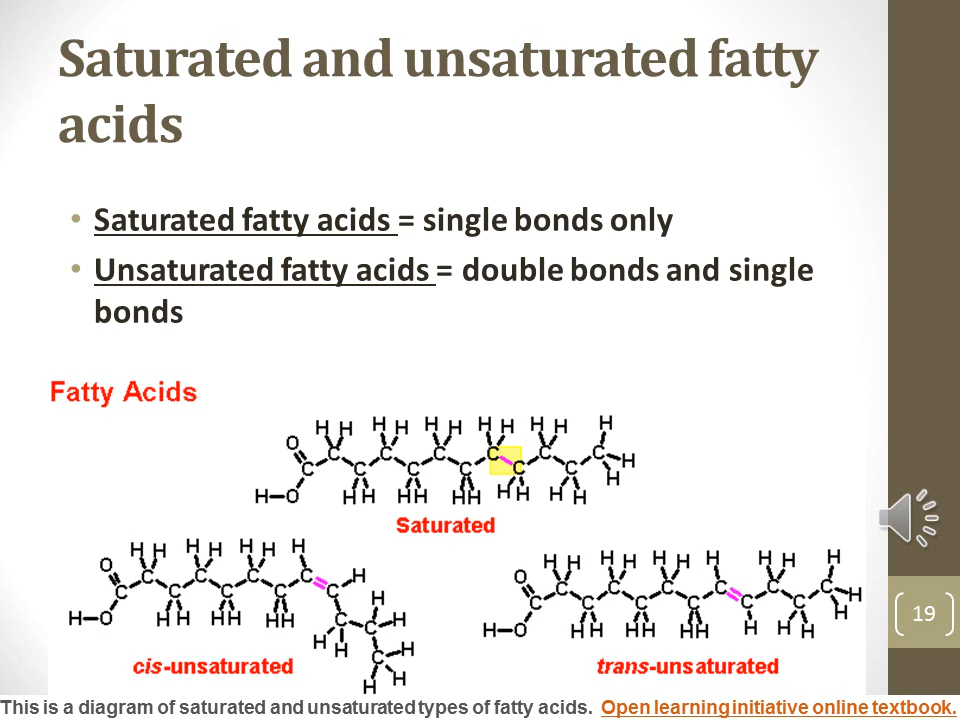 Saturated and unsaturated fatty
acids
• Saturated fatty acids = single bonds only
• Unsaturated fatty acids = double bonds and single
bonds
Fatty Acids
H H H H H H H H H H H
O C C C C C C H
C C C C C C H
H–O H H H H H H H H H H
Saturated
H H H H H H H
O C C C C H
C C C C C H
H–O H H H H H H H C C H
H H H
C H
H
cis-unsaturated
H H H H H H H H H H
O C C C C C C H
C C C C C C H
H–O H H H H H H H H H
trans-unsaturated
19
This is a diagram of saturated and unsaturated types of fatty acids. Open learning initiative online textbook.